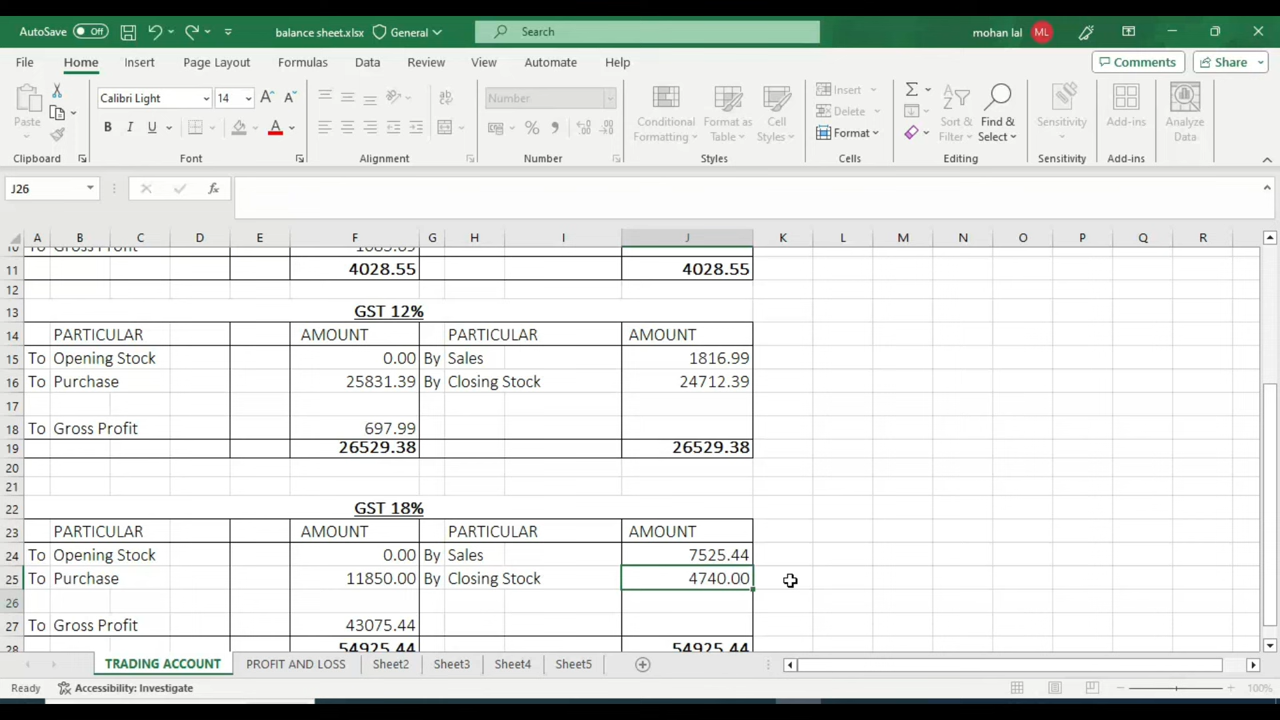 AutoSave Off balance sheet.xlsx General Search mohan lal ML
File Home Insert Page Layout Formulas Data Review View Automate Help Comments Share
Paste Calibri Light 14 A A ab Number Conditional Formatting Format as Table Cell Styles Insert Delete Format Sort & Filter Find & Select Sensitivity Add-ins Analyze Data
B I U A %
Clipboard Font Alignment Number Styles Cells Editing Sensitivity Add-ins
J26 fx
A B C D E F G H I J K L M N O P Q R
11 4028.55 4028.55
12
13 GST 12%
14 PARTICULAR AMOUNT PARTICULAR AMOUNT
15 To Opening Stock 0.00 By Sales 1816.99
16 To Purchase 25831.39 By Closing Stock 24712.39
17
18 To Gross Profit 697.99
19 26529.38 26529.38
20
21
22 GST 18%
23 PARTICULAR AMOUNT PARTICULAR AMOUNT
24 To Opening Stock 0.00 By Sales 7525.44
25 To Purchase 11850.00 By Closing Stock 4740.00
26
27 To Gross Profit 43075.44
28 54925.44 54925.44
TRADING ACCOUNT PROFIT AND LOSS Sheet2 Sheet3 Sheet4 Sheet5
Ready Accessibility: Investigate 100%